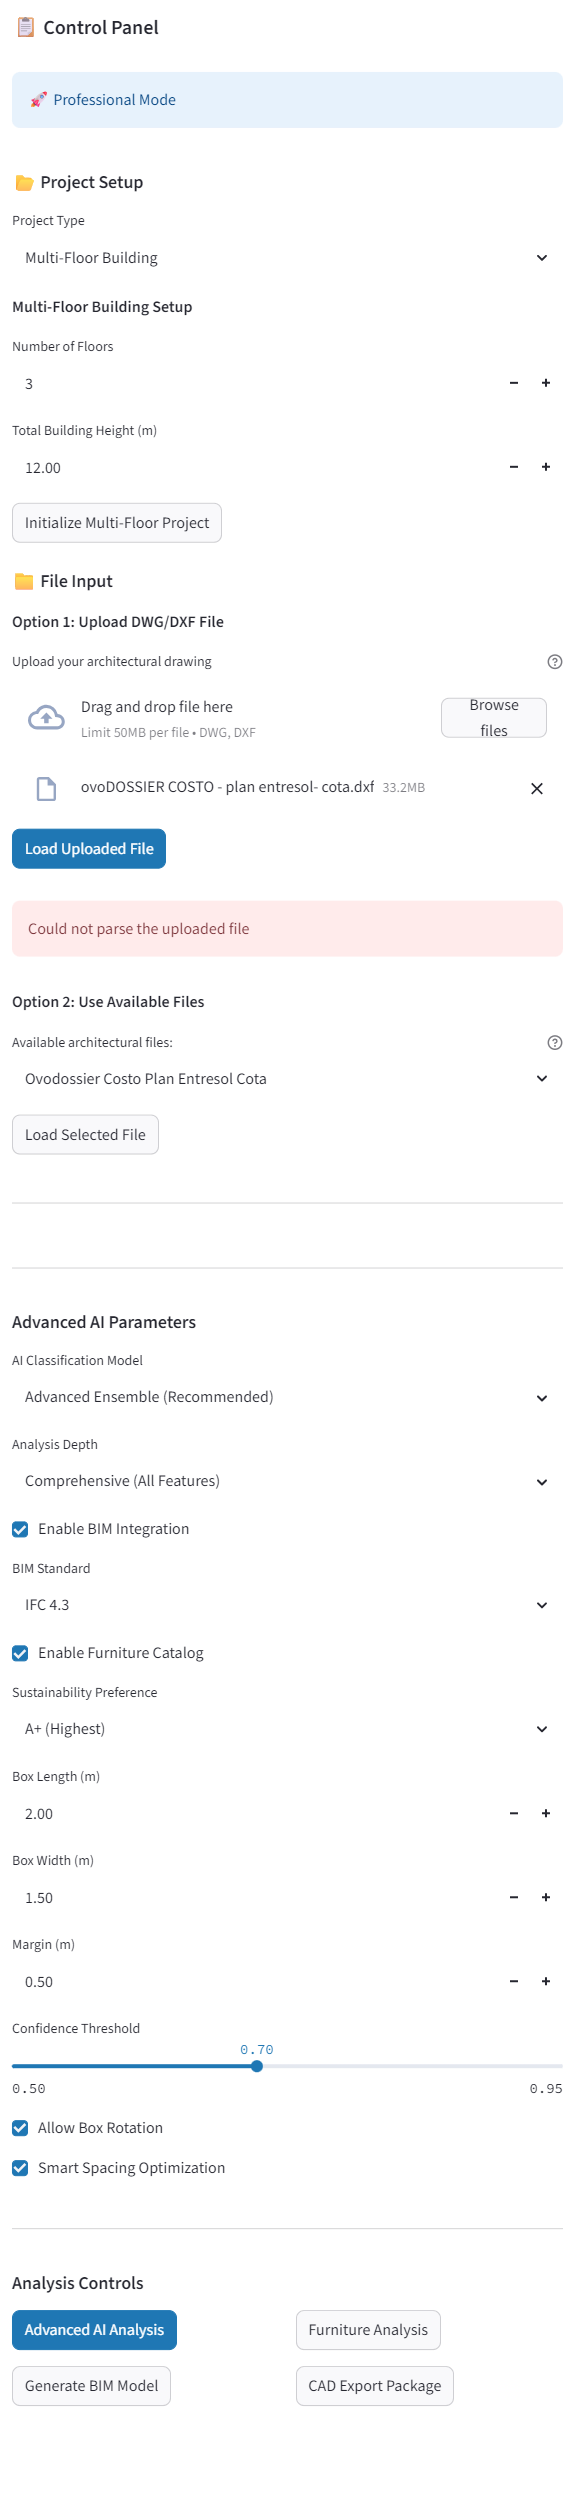 Control Panel
Professional Mode
Project Setup
Project Type
Multi-Floor Building
Multi-Floor Building Setup
Number of Floors
3
Total Building Height (m)
12.00
Initialize Multi-Floor Project
File Input
Option 1: Upload DWG/DXF File
Upload your architectural drawing
Drag and drop file here
Limit 50MB per file • DWG, DXF
Browse
files
ovoDOSSIER COSTO - plan entresol- cota.dxf 33.2MB
Load Uploaded File
Could not parse the uploaded file
Option 2: Use Available Files
Available architectural files:
Ovodossier Costo Plan Entresol Cota
Load Selected File
Advanced AI Parameters
AI Classification Model
Advanced Ensemble (Recommended)
Analysis Depth
Comprehensive (All Features)
Enable BIM Integration
BIM Standard
IFC 4.3
Enable Furniture Catalog
Sustainability Preference
A+ (Highest)
Box Length (m)
2.00
Box Width (m)
1.50
Margin (m)
0.50
Confidence Threshold
0.70
0.50 0.95
Allow Box Rotation
Smart Spacing Optimization
Analysis Controls
Advanced AI Analysis Furniture Analysis
Generate BIM Model CAD Export Package